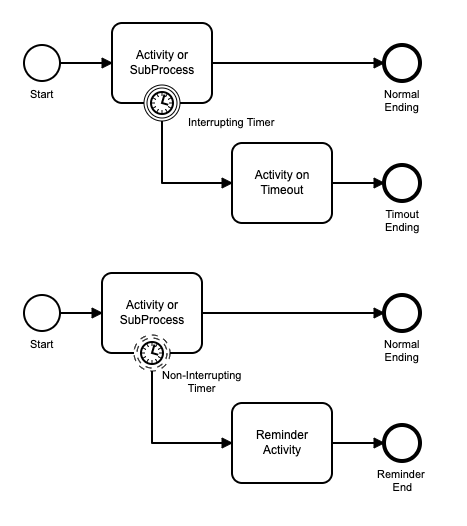 Activity or
SubProcess
Start
Normal
Ending
Interrupting Timer
Activity on
Timeout
Timout
Ending
Activity or
SubProcess
Start
Normal
Ending
Non-Interrupting
Timer
Reminder
Activity
Reminder
End